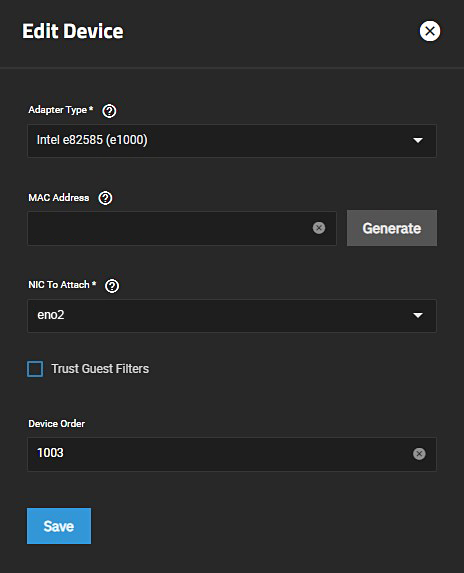 Edit Device
Adapter Type *
Intel e82585 (e1000)
MAC Address
Generate
NIC To Attach *
eno2
Trust Guest Filters
Device Order
1003
Save